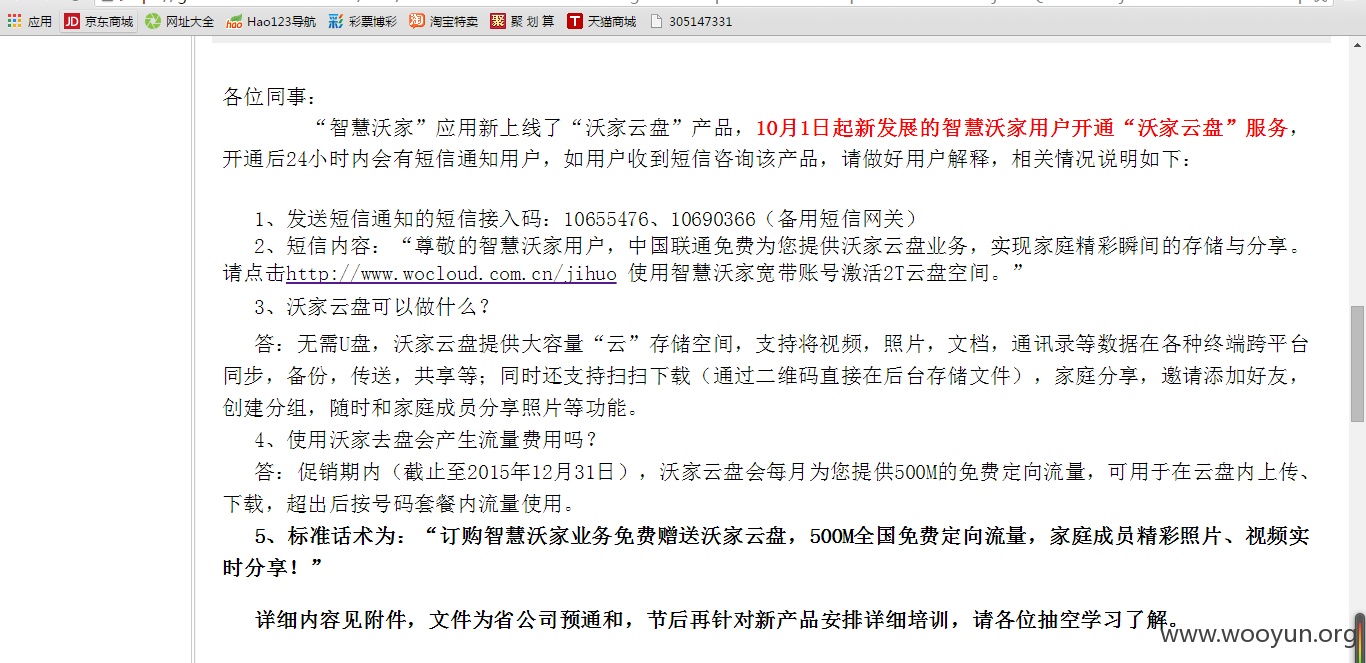 应用 京东商城 网址大全 Hao123导航 彩票博彩 淘宝特卖 聚划算 天猫商城 305147331
各位同事：
“智慧沃家”应用新上线了“沃家云盘”产品，10月1日起新发展的智慧沃家用户开通“沃家云盘”服务，
开通后24小时内会有短信通知用户，如用户收到短信咨询该产品，请做好用户解释，相关情况说明如下：
1、发送短信通知的短信接入码：10655476、10690366（备用短信网关）
2、短信内容：“尊敬的智慧沃家用户，中国联通免费为您提供沃家云盘业务，实现家庭精彩瞬间的存储与分享。
请点击http://www.wocloud.com.cn/jihuo 使用智慧沃家宽带账号激活2T云盘空间。”
3、沃家云盘可以做什么？
答：无需U盘，沃家云盘提供大容量“云”存储空间，支持将视频，照片，文档，通讯录等数据在各种终端跨平台
同步，备份，传送，共享等；同时还支持扫扫下载（通过二维码直接在后台存储文件），家庭分享，邀请添加好友，
创建分组，随时和家庭成员分享照片等功能。
4、使用沃家去盘会产生流量费用吗？
答：促销期内（截止至2015年12月31日），沃家云盘会每月为您提供500M的免费定向流量，可用于在云盘内上传、
下载，超出后按号码套餐内流量使用。
5、标准话术为：“订购智慧沃家业务免费赠送沃家云盘，500M全国免费定向流量，家庭成员精彩照片、视频实
时分享！”
详细内容见附件，文件为省公司预通和，节后再针对新产品安排详细培训，请各位抽空学习了解。
www.wooyun.org